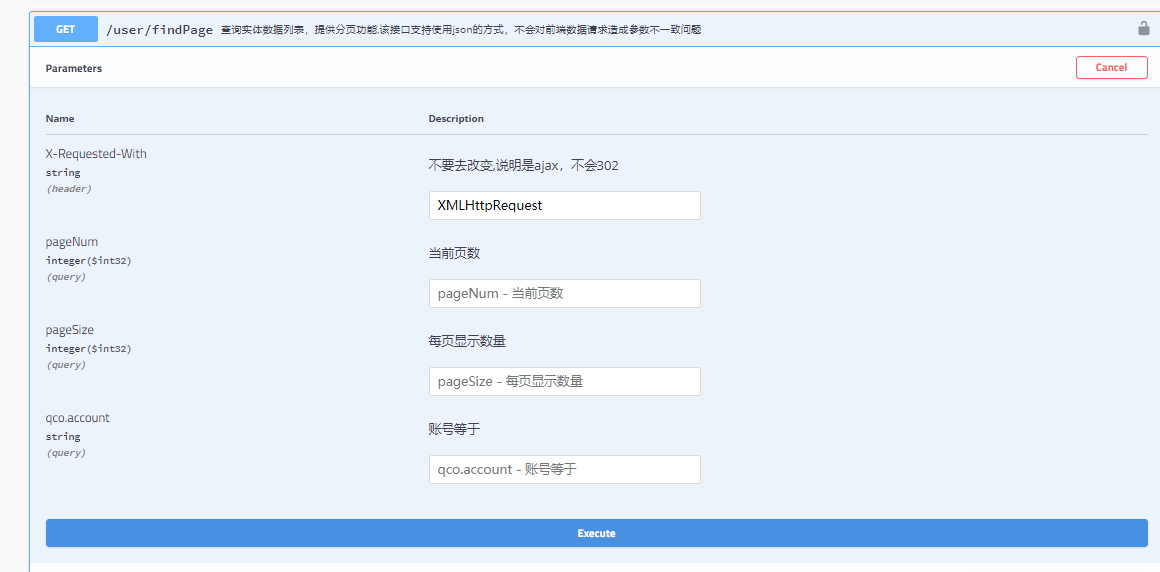 GET /user/findPage 查询实体数据列表，提供分页功能,该接口支持使用json的方式，不会对前端数据请求造成参数不一致问题
Parameters Cancel
Name Description
X-Requested-With
string
(header)
不要去改变,说明是ajax，不会302
XMLHttpRequest
pageNum
integer($int32)
(query)
当前页数
pageNum - 当前页数
pageSize
integer($int32)
(query)
每页显示数量
pageSize - 每页显示数量
qco.account
string
(query)
账号等于
qco.account - 账号等于
Execute